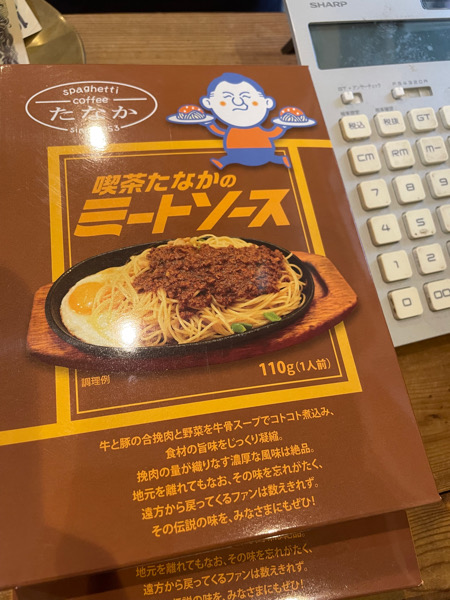 SHARP
spaghetti
coffee
たなか
喫茶たなかの
ミートソース
調理例
110g(1人前)
牛と豚の合挽肉と野菜を牛骨スープでコトコト煮込み、
食材の旨味をじっくり凝縮。
挽肉の量が織りなす濃厚な風味は絶品。
地元を離れてもなお、その味を忘れがたく、
遠方から戻ってくるファンは数えきれず。
その伝説の味を、みなさまにもぜひ!
地元を離れてもなお、その味を忘れがたく、
遠方から戻ってくるファンは数えきれず。
の味を、みなさまにもぜひ!
税込
税抜
GT
CM
RM
M−
7
8
9
4
5
1
2
0
00